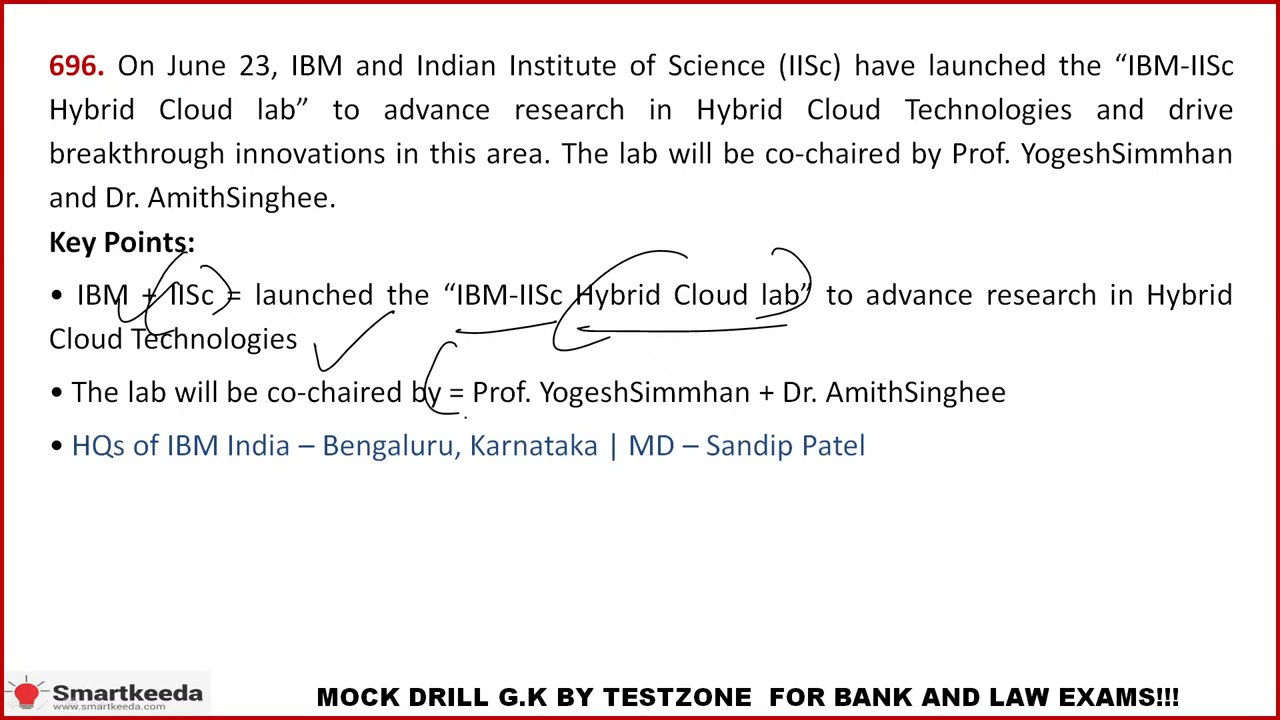 696. On June 23, IBM and Indian Institute of Science (IISc) have launched the “IBM-IISc
Hybrid Cloud lab” to advance research in Hybrid Cloud Technologies and drive
breakthrough innovations in this area. The lab will be co-chaired by Prof. YogeshSimmhan
and Dr. AmithSinghee.
Key Points:
• IBM + IISc = launched the “IBM-IISc Hybrid Cloud lab” to advance research in Hybrid
Cloud Technologies
• The lab will be co-chaired by = Prof. YogeshSimmhan + Dr. AmithSinghee
• HQs of IBM India – Bengaluru, Karnataka | MD – Sandip Patel
Smartkeeda
www.smartkeeda.com
MOCK DRILL G.K BY TESTZONE FOR BANK AND LAW EXAMS!!!